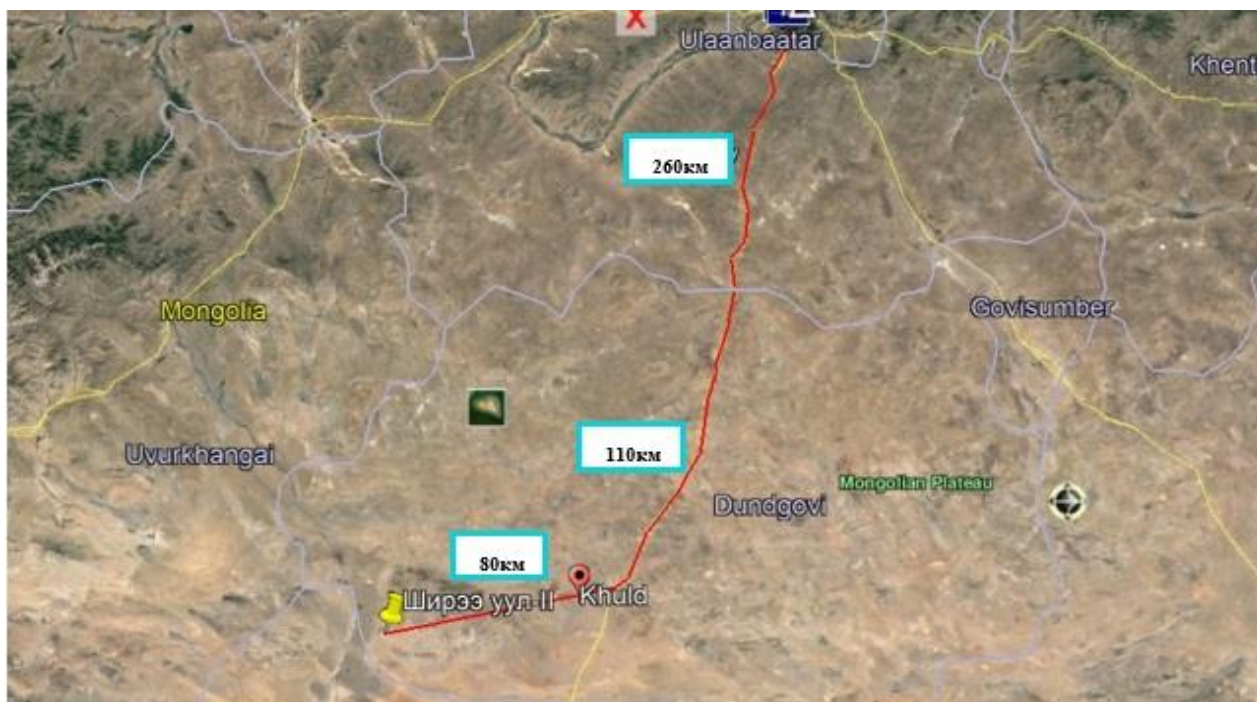 X
Ulaanbaatar
Khent
260км
Mongolia
Govisumber
110км
Uvurkhangai
Mongolian Plateau
Dundgovi
80км
Ширээ уул-II
Khuld